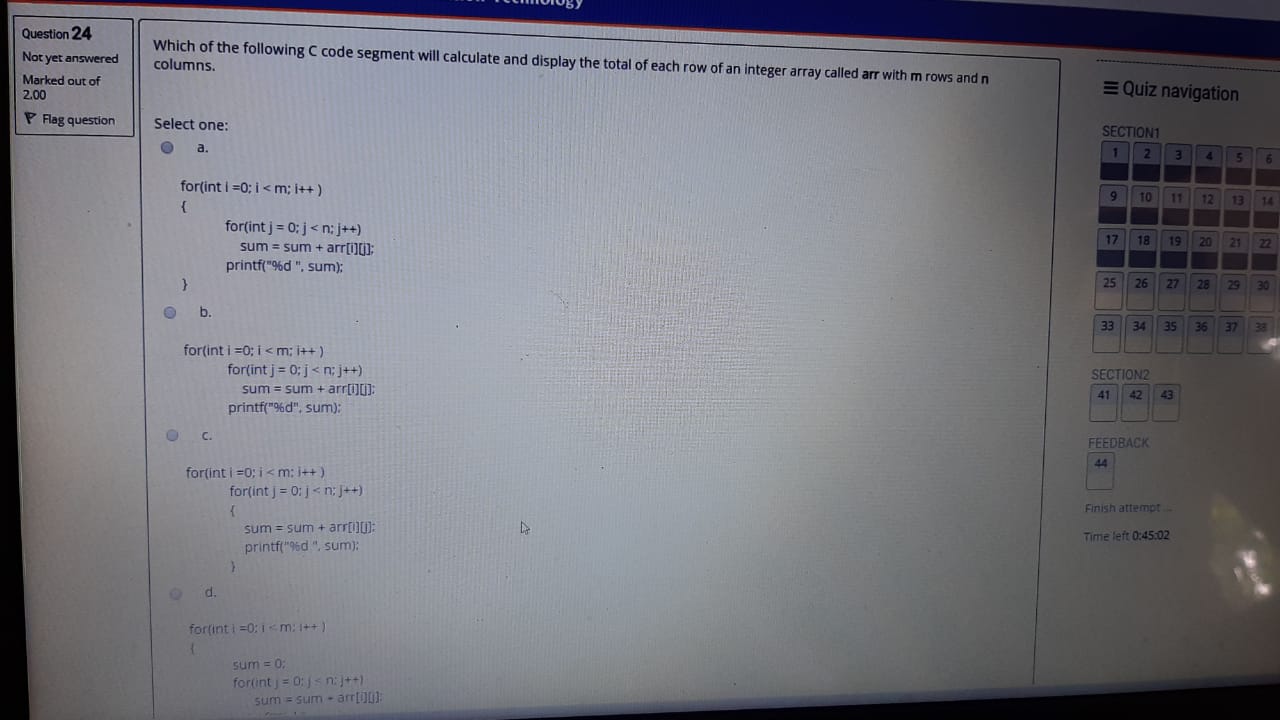 Question 24
Not yet answered
Marked out of
2.00
Flag question
Which of the following C code segment will calculate and display the total of each row of an integer array called arr with m rows and n
columns.
Select one:
a.
for(int i =0; i < m; i++ )
{
for(int j = 0; j < n; j++)
sum = sum + arr[i][j];
printf("%d ", sum);
}
b.
for(int i =0; i < m; i++ )
for(int j = 0; j < n; j++)
sum = sum + arr[i][j];
printf("%d", sum);
c.
for(int i =0; i < m; i++ )
for(int j = 0; j < n; j++)
{
sum = sum + arr[i][j];
printf("%d ", sum);
}
d.
for(int i =0; i < m; i++ )
{
sum = 0;
for(int j = 0; j < n; j++)
sum = sum + arr[i][j];
Quiz navigation
SECTION1
1 2 3 4 5 6
9 10 11 12 13 14
17 18 19 20 21 22
25 26 27 28 29 30
33 34 35 36 37 38
SECTION2
41 42 43
FEEDBACK
44
Finish attempt ...
Time left 0:45:02